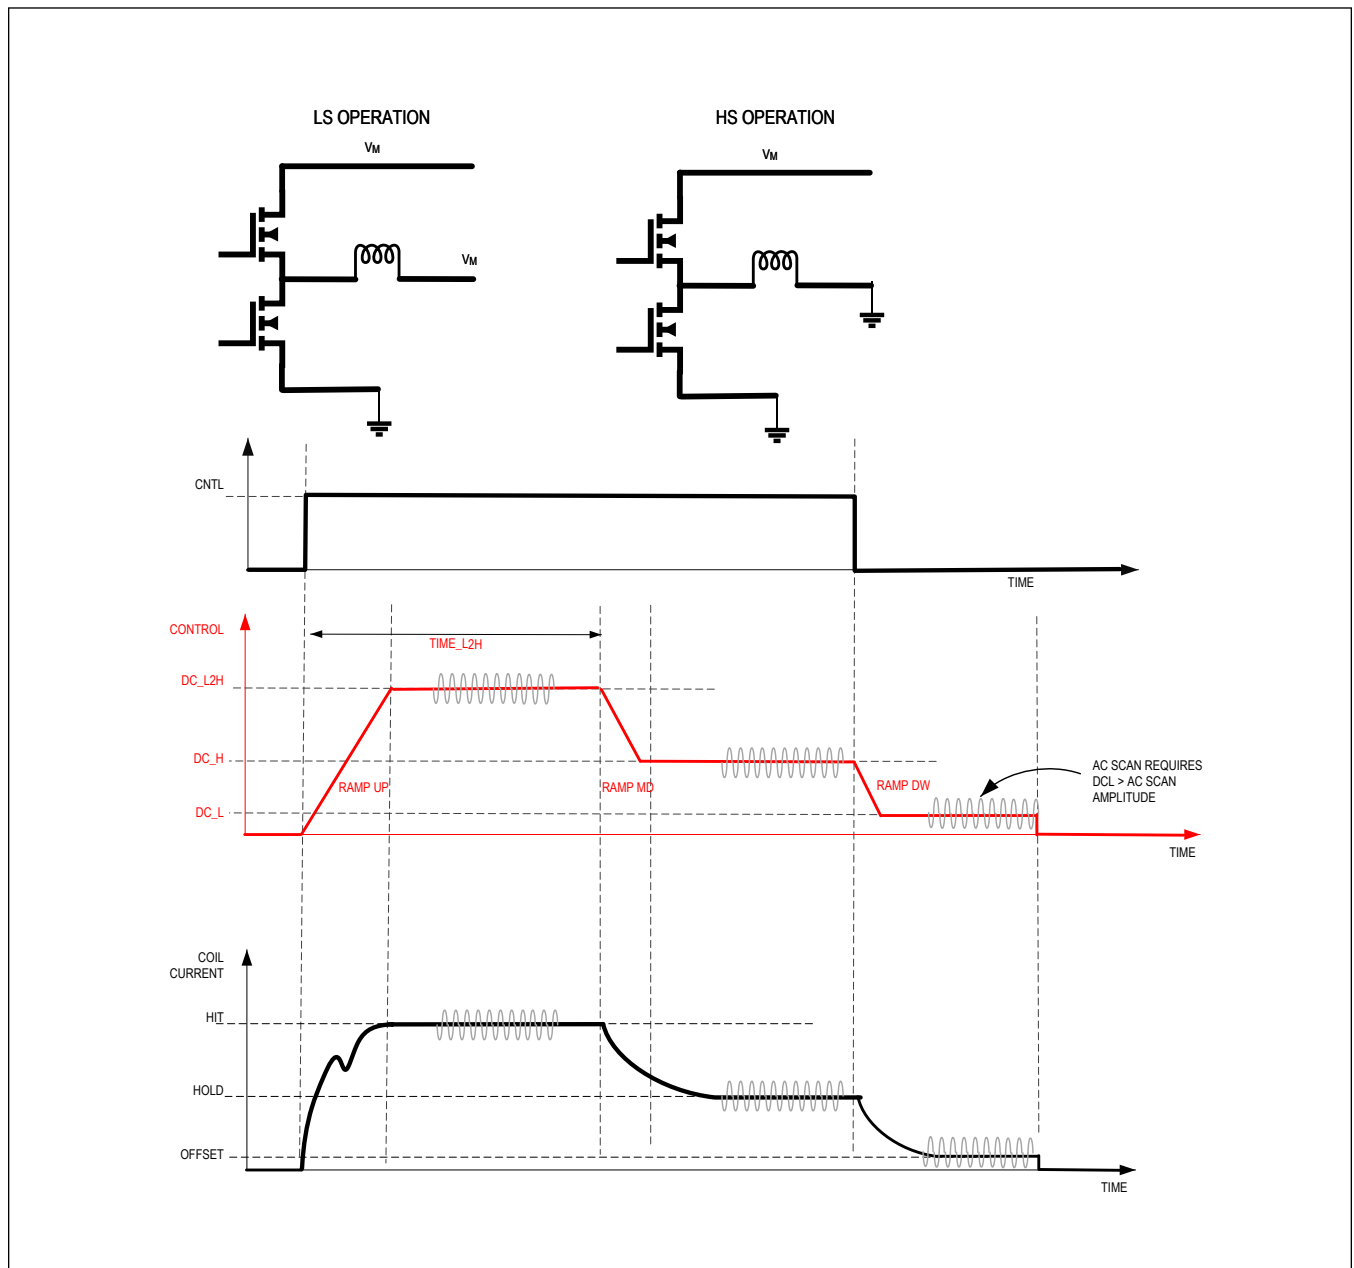 LS OPERATION
HS OPERATION
VM
VM
VM
CNTL
TIME
CONTROL
TIME_L2H
DC_L2H
DC_H
RAMP UP
RAMP MD
RAMP DW
AC SCAN REQUIRES
DCL > AC SCAN
AMPLITUDE
DC_L
TIME
COIL
CURRENT
HIT
HOLD
OFFSET
TIME